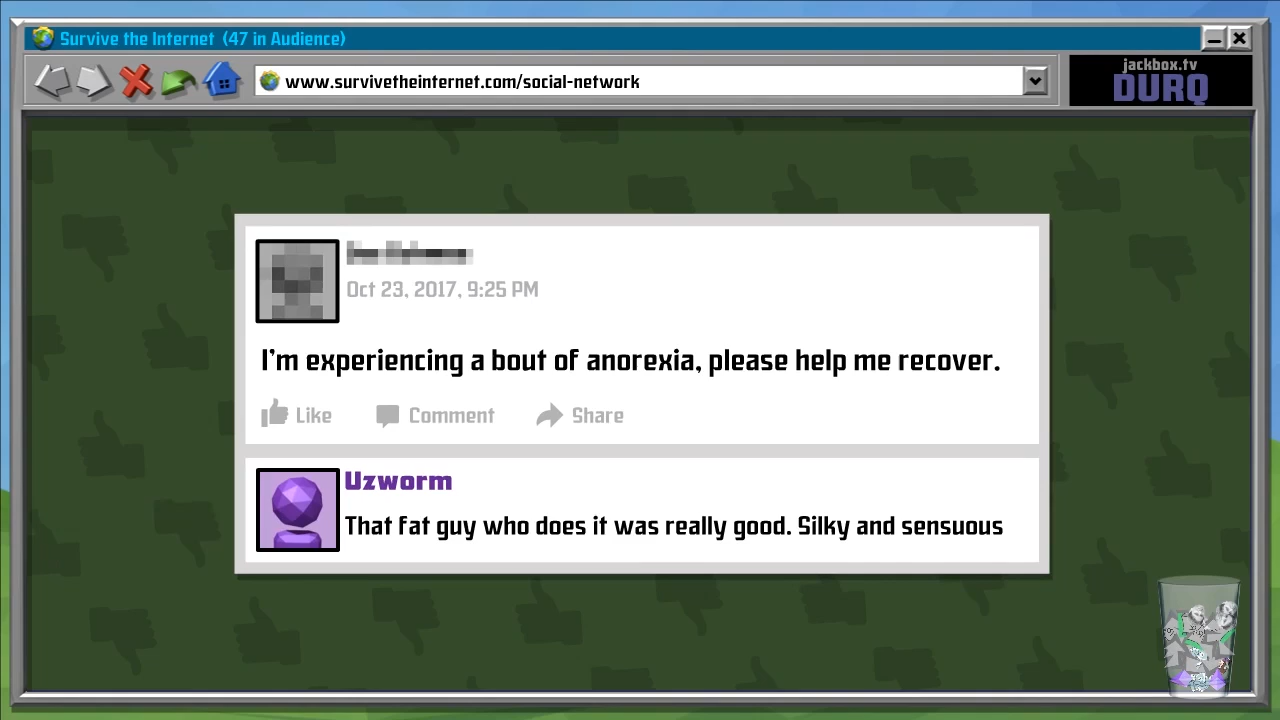 Survive the Internet (47 in Audience)
www.survivetheinternet.com/social-network
jackbox.tv
DURQ
Oct 23, 2017, 9:25 PM
I'm experiencing a bout of anorexia, please help me recover.
Like Comment Share
Uzworm
That fat guy who does it was really good. Silky and sensuous